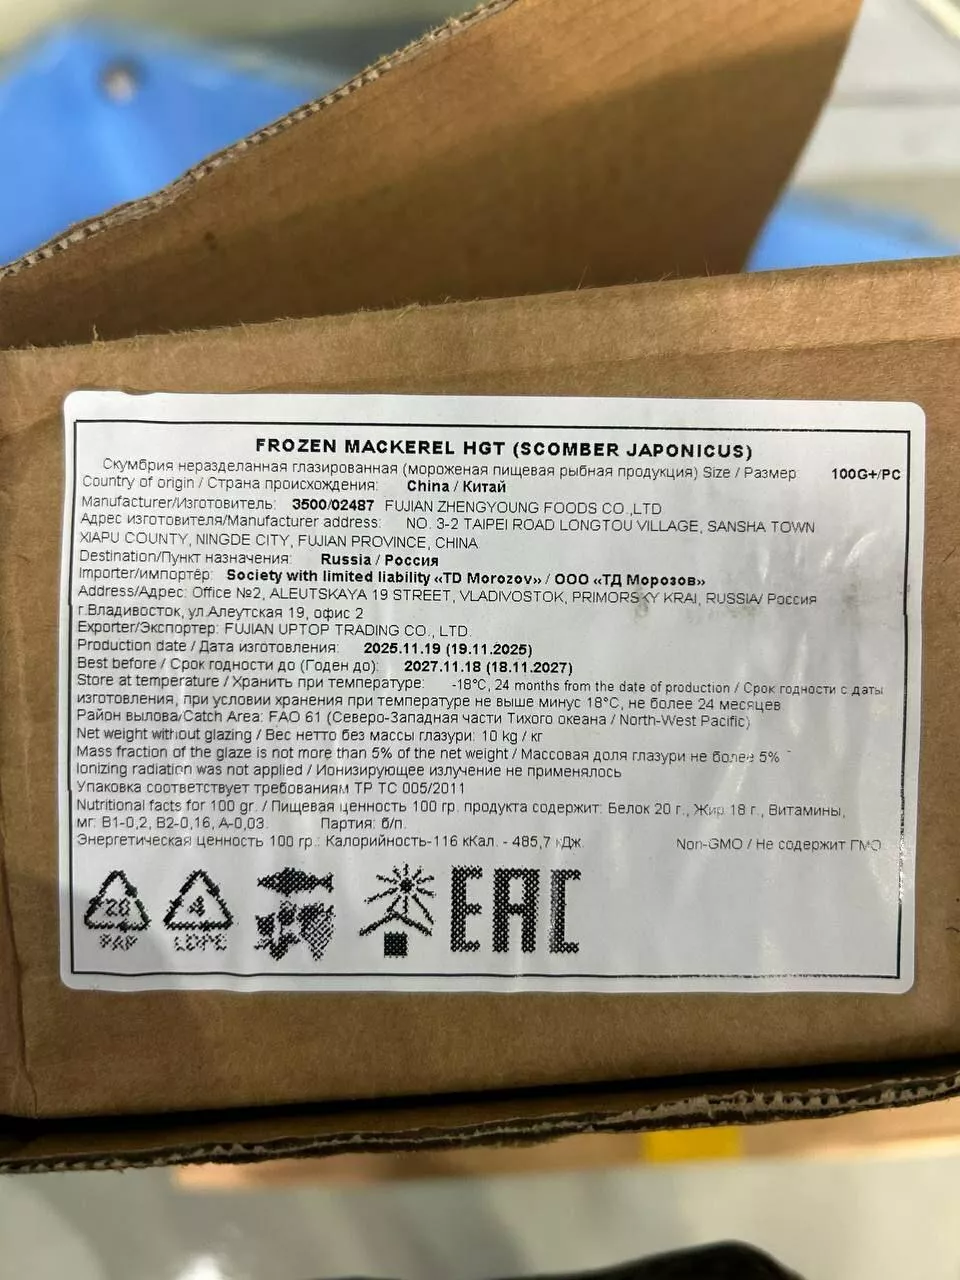 FROZEN MACKEREL HGT (SCOMBER JAPONICUS)
Скумбрия неразделанная глазированная (мороженая пищевая рыбная продукция) Size / Размер 100G+/PC
Country of origin / Страна происхождения: China / Китай
Manufacturer/Изготовитель: 3500/02487 FUJIAN ZHENGYOUNG FOODS CO.,LTD
Адрес изготовителя/Manufacturer address: NO. 3-2 TAIPEI ROAD LONGTOU VILLAGE, SANSHA TOWN
XIAPU COUNTY, NINGDE CITY, FUJIAN PROVINCE, CHINA
Destination/Пункт назначения: Russia / Россия
Importer/импортёр: Society with limited liability «TD Morozov» / ООО «ТД Морозов»
Address/Адрес: Office №2, ALEUTSKAYA 19 STREET, VLADIVOSTOK, PRIMORSKY KRAI, RUSSIA/ Россия
г.Владивосток, ул.Алеутская 19, офис 2
Exporter/Экспортер: FUJIAN UPTOP TRADING CO., LTD.
Production date / Дата изготовления: 2025.11.19 (19.11.2025)
Best before / Срок годности до (Годен до): 2027.11.18 (18.11.2027)
Store at temperature / Хранить при температуре: -18°C, 24 months from the date of production / Срок годности с даты
изготовления, при условии хранения при температуре не выше минус 18°C, не более 24 месяцев
Район вылова/Catch Area: FAO 61 (Северо-Западная части Тихого океана / North-West Pacific)
Net weight without glazing / Вес нетто без массы глазури: 10 kg / кг
Mass fraction of the glaze is not more than 5% of the net weight / Массовая доля глазури не более 5%
Ionizing radiation was not applied / Ионизирующее излучение не применялось
Упаковка соответствует требованиям ТР ТС 005/2011
Nutritional facts for 100 gr. / Пищевая ценность 100 гр. продукта содержит: Белок 20 г., Жир 18 г., Витамины,
мг: B1-0,2, B2-0,16, A-0,03. Партия: б/п.
Энергетическая ценность 100 гр.: Калорийность-116 кКал. - 485,7 кДж. Non-GMO / Не содержит ГМО
20 4 EAC
PAP LDPE